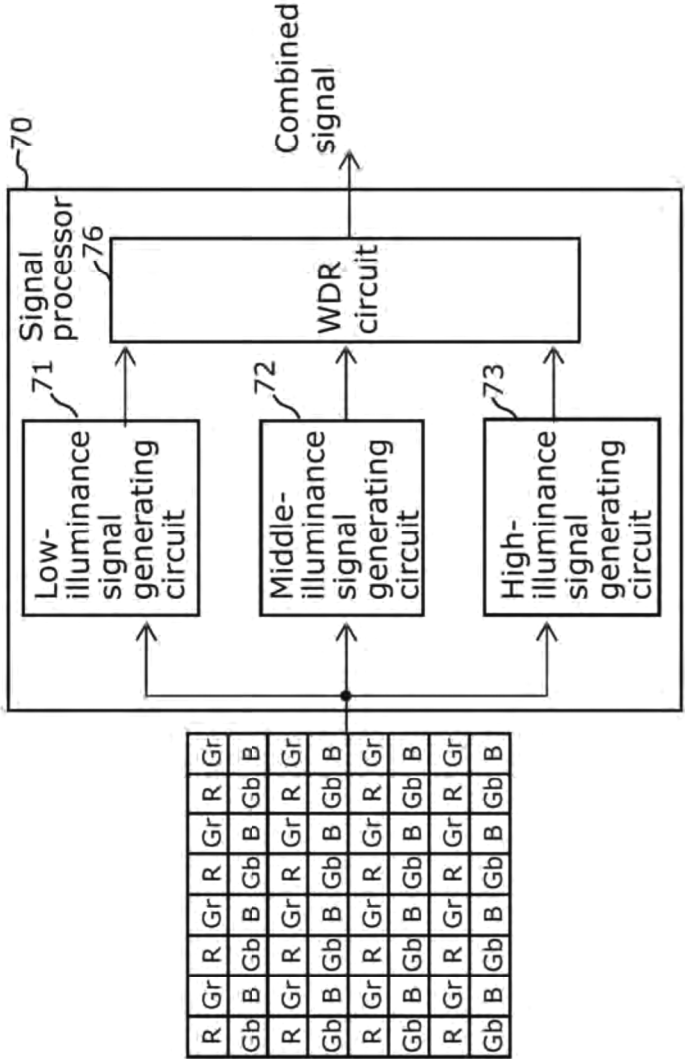 R Gr R Gr R Gr R Gr
Gb B Gb B Gb B Gb B
R Gr R Gr R Gr R Gr
Gb B Gb B Gb B Gb B
R Gr R Gr R Gr R Gr
Gb B Gb B Gb B Gb B
R Gr R Gr R Gr R Gr
Gb B Gb B Gb B Gb B
70
Signal
processor
71
Low-
illuminance
signal
generating
circuit
72
Middle-
illuminance
signal
generating
circuit
73
High-
illuminance
signal
generating
circuit
76
WDR
circuit
Combined
signal